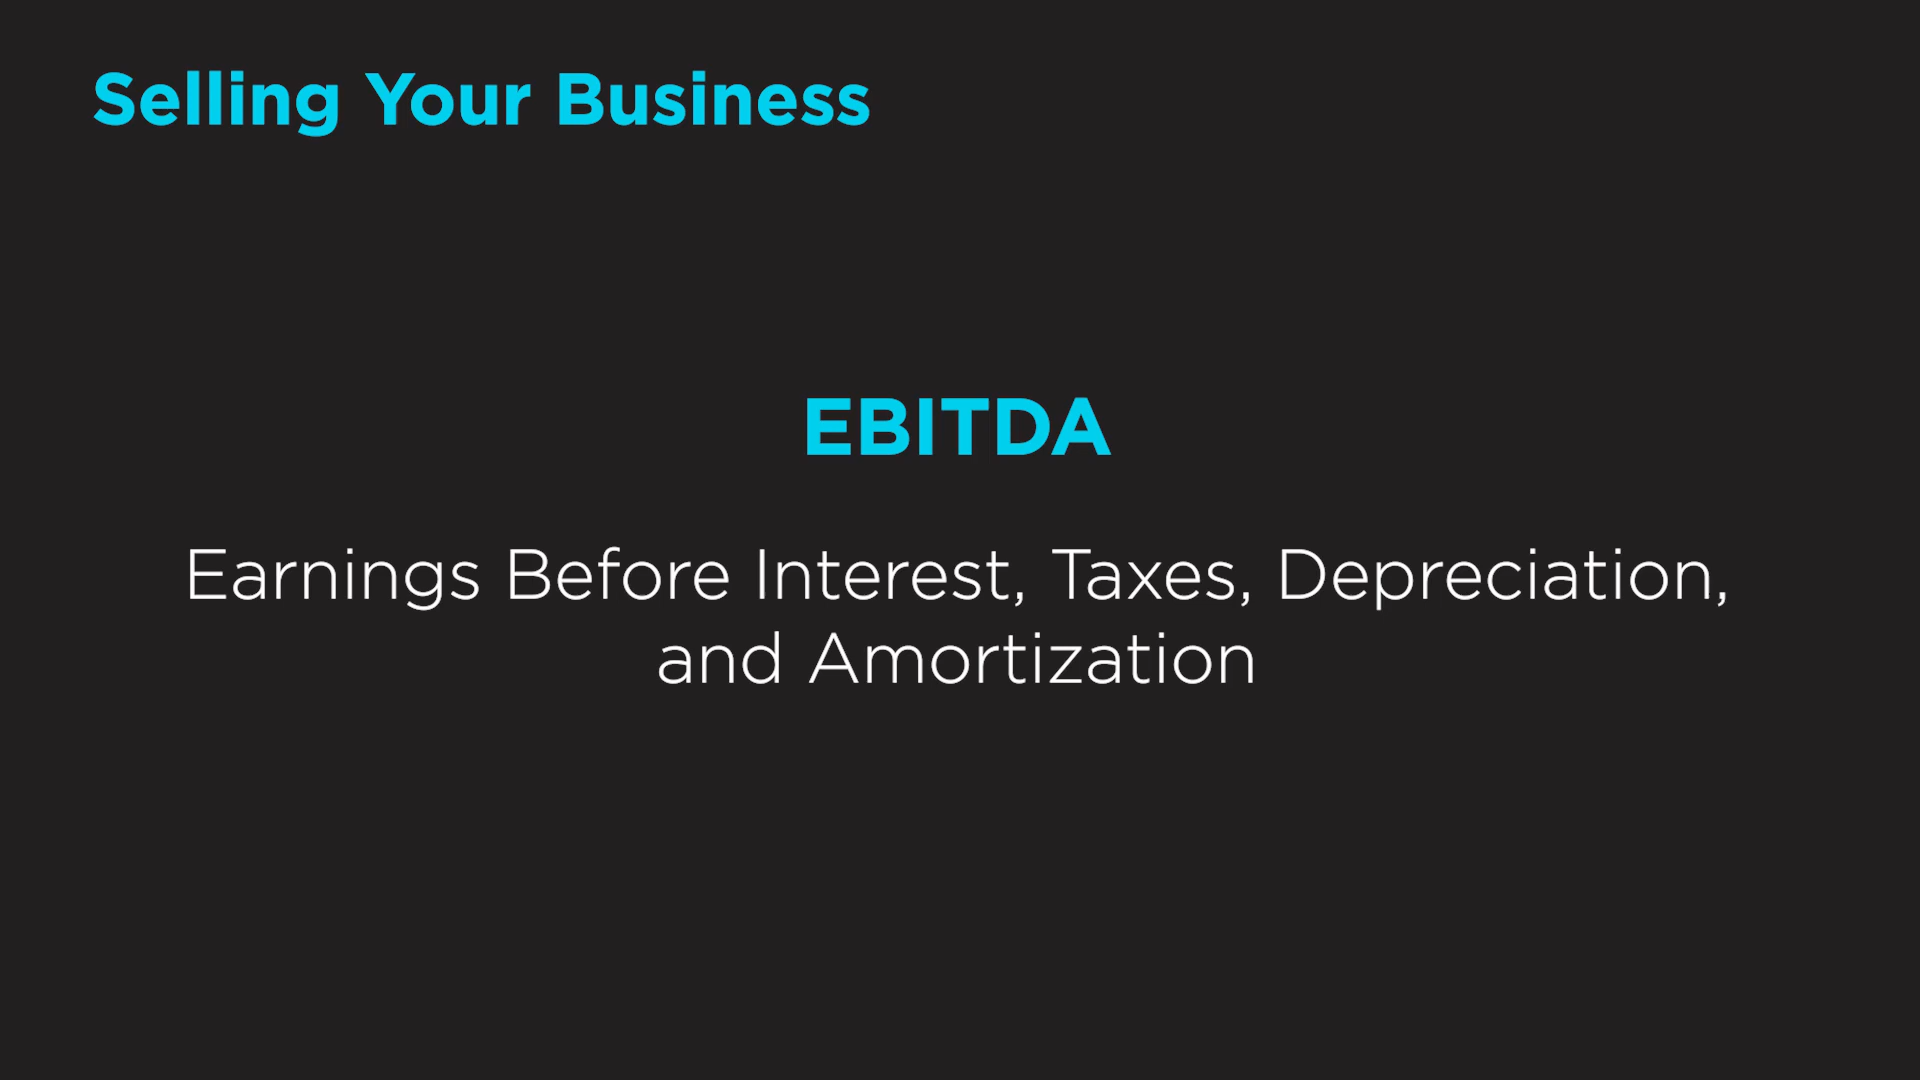 Selling Your Business
EBITDA
Earnings Before Interest, Taxes, Depreciation,
and Amortization